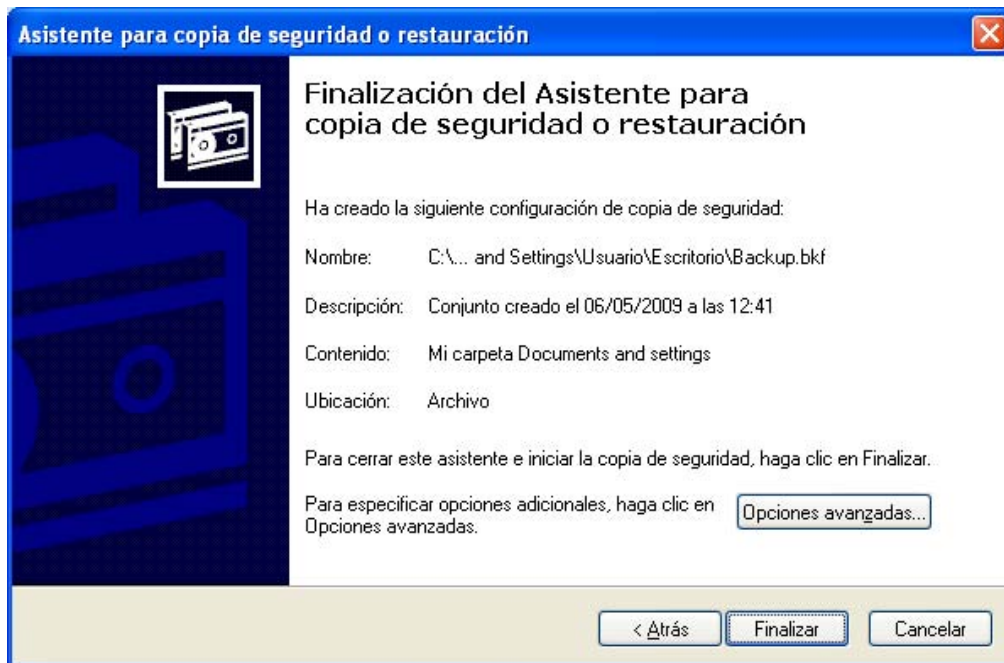 Asistente para copia de seguridad o restauración
Finalización del Asistente para
copia de seguridad o restauración
Ha creado la siguiente configuración de copia de seguridad:
Nombre: C:\... and Settings\Usuario\Escritorio\Backup.bkf
Descripción: Conjunto creado el 06/05/2009 a las 12:41
Contenido: Mi carpeta Documents and settings
Ubicación: Archivo
Para cerrar este asistente e iniciar la copia de seguridad, haga clic en Finalizar.
Para especificar opciones adicionales, haga clic en
Opciones avanzadas.
Opciones avanzadas...
< Atrás Finalizar Cancelar